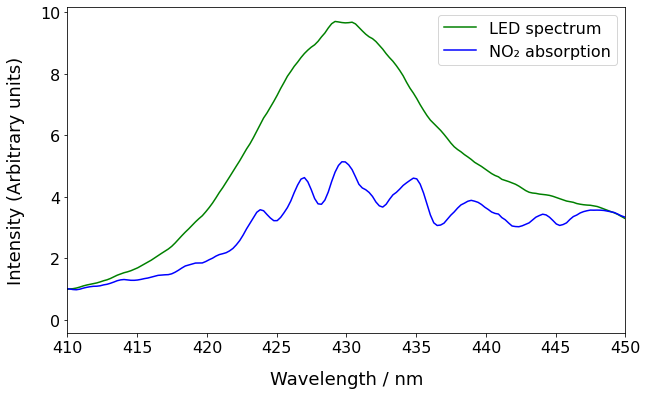 Intensity (Arbitrary units)
10
8
6
4
2
0
LED spectrum
NO₂ absorption
410 415 420 425 430 435 440 445 450
Wavelength / nm